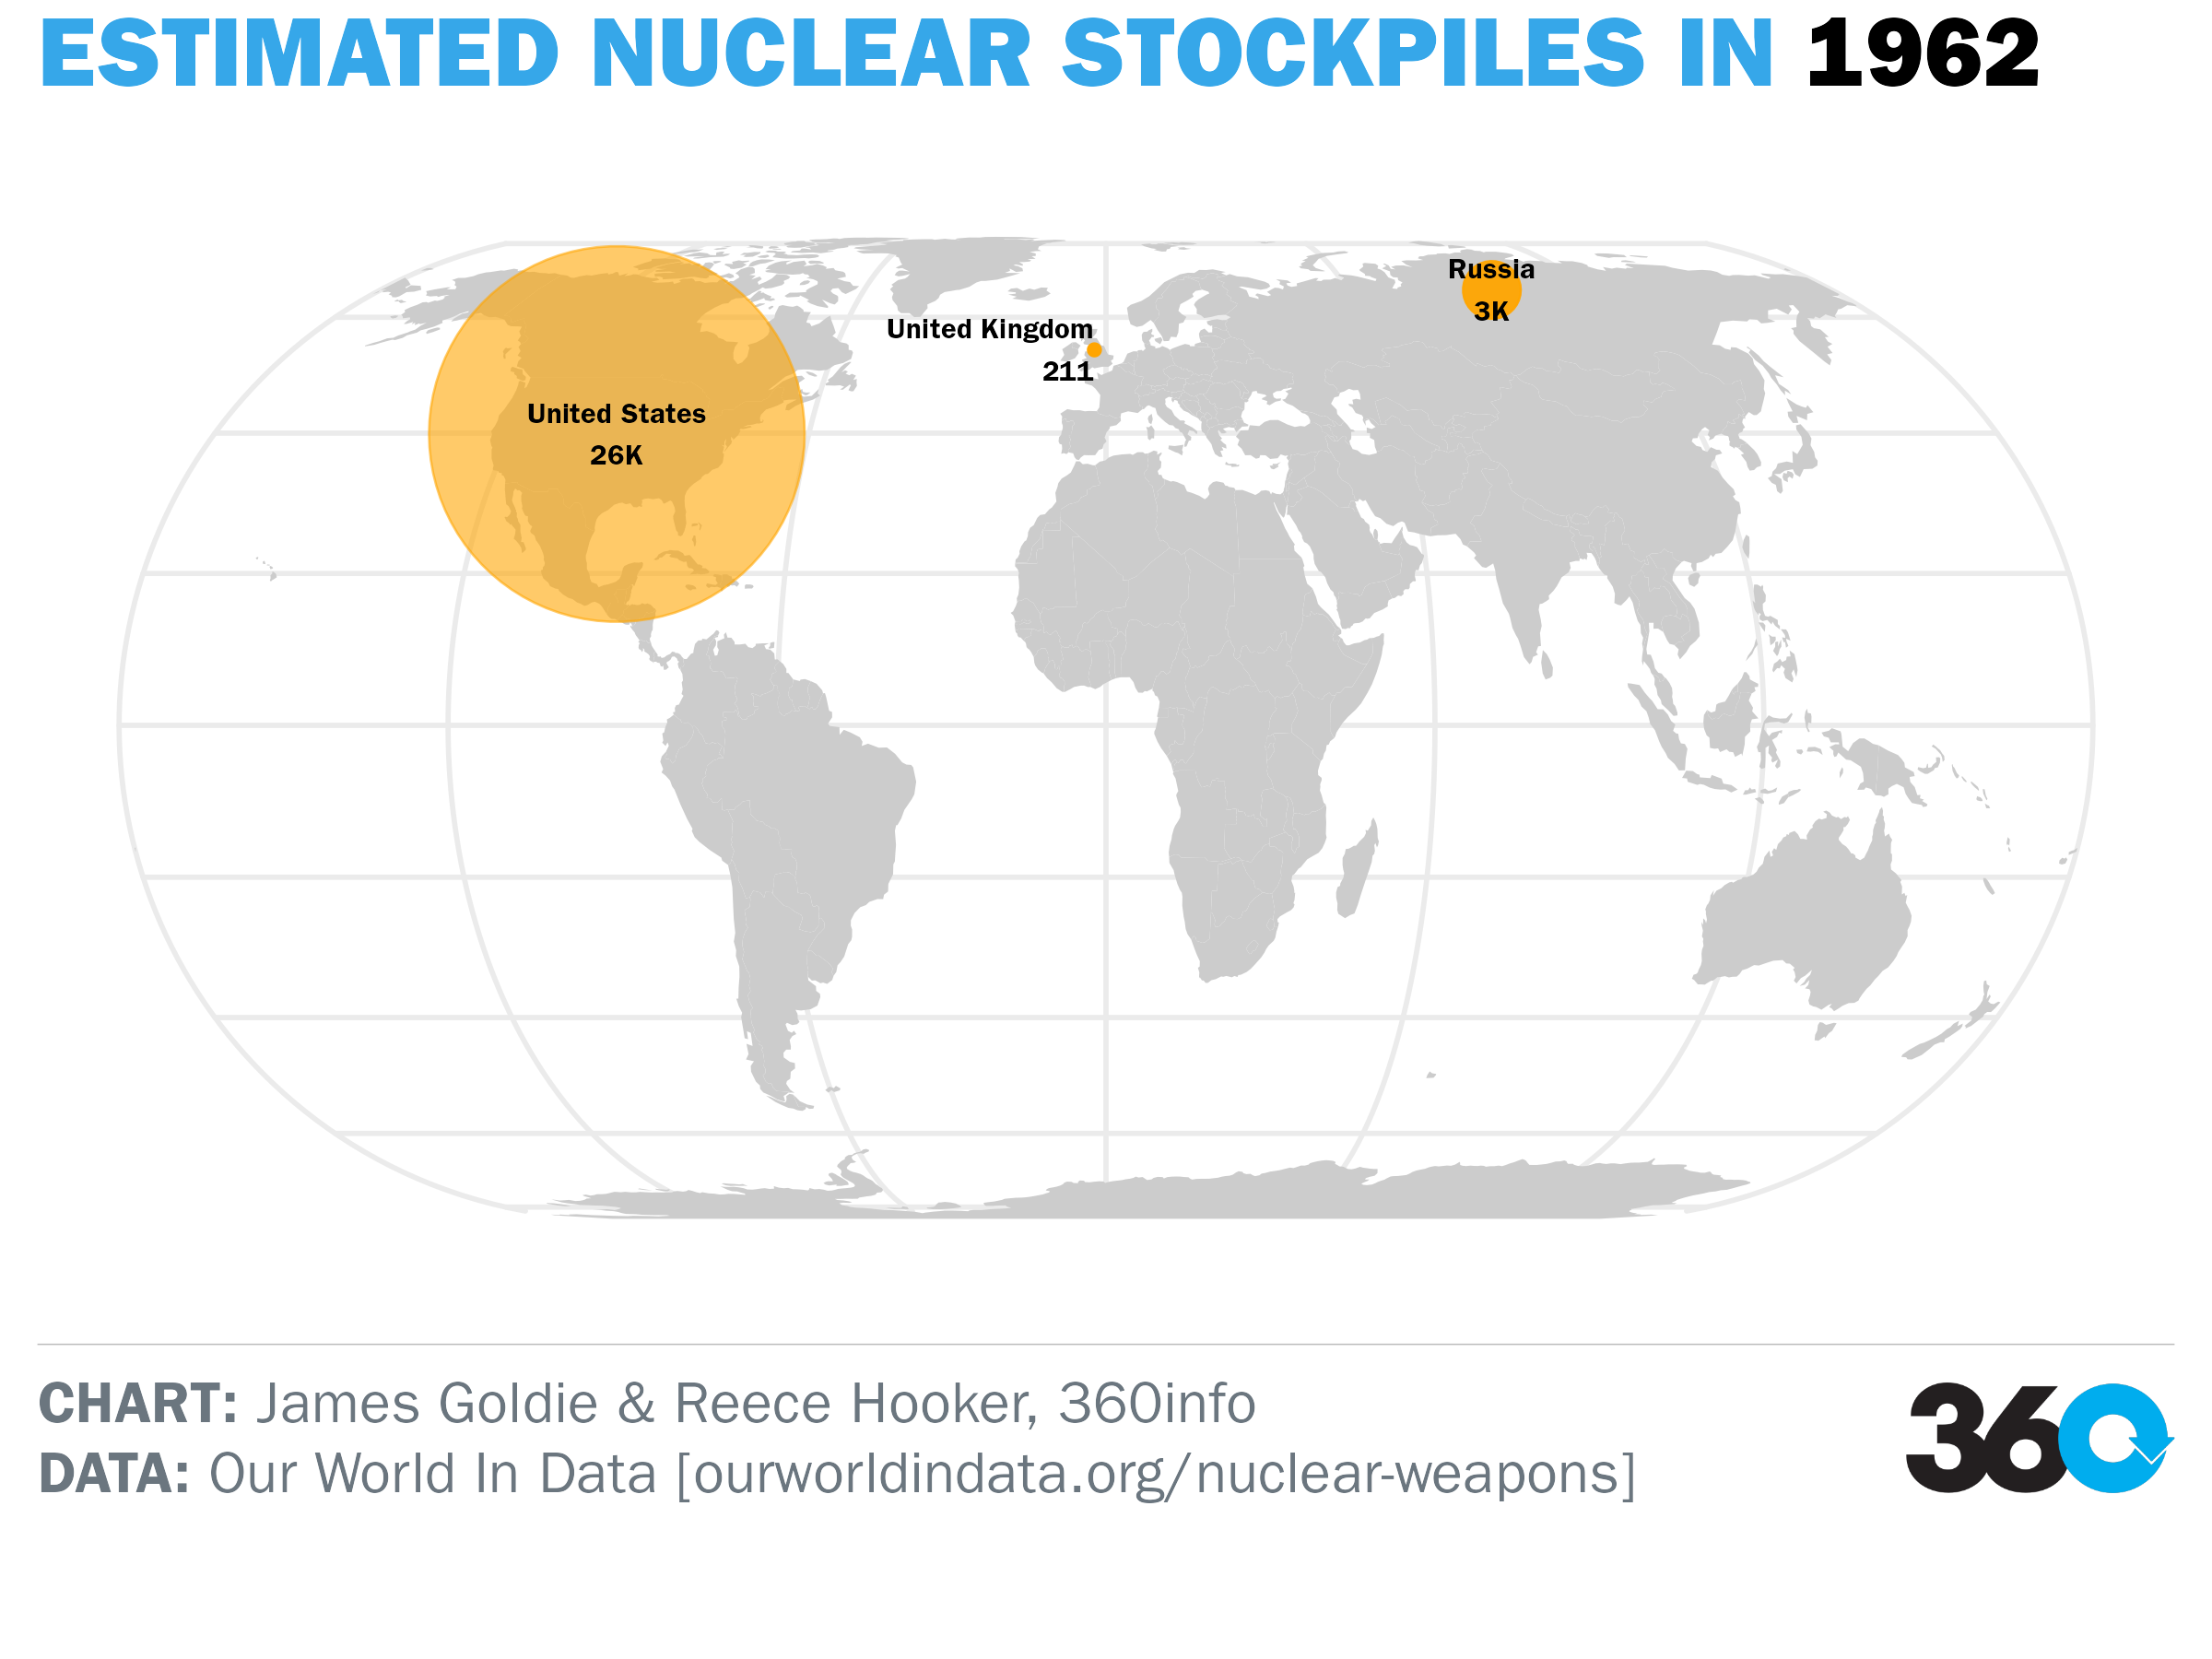 ESTIMATED NUCLEAR STOCKPILES IN 1962
Russia
3K
United Kingdom
211
United States
26K
CHART: James Goldie & Reece Hooker, 360info
DATA: Our World In Data [ourworldindata.org/nuclear-weapons]
360